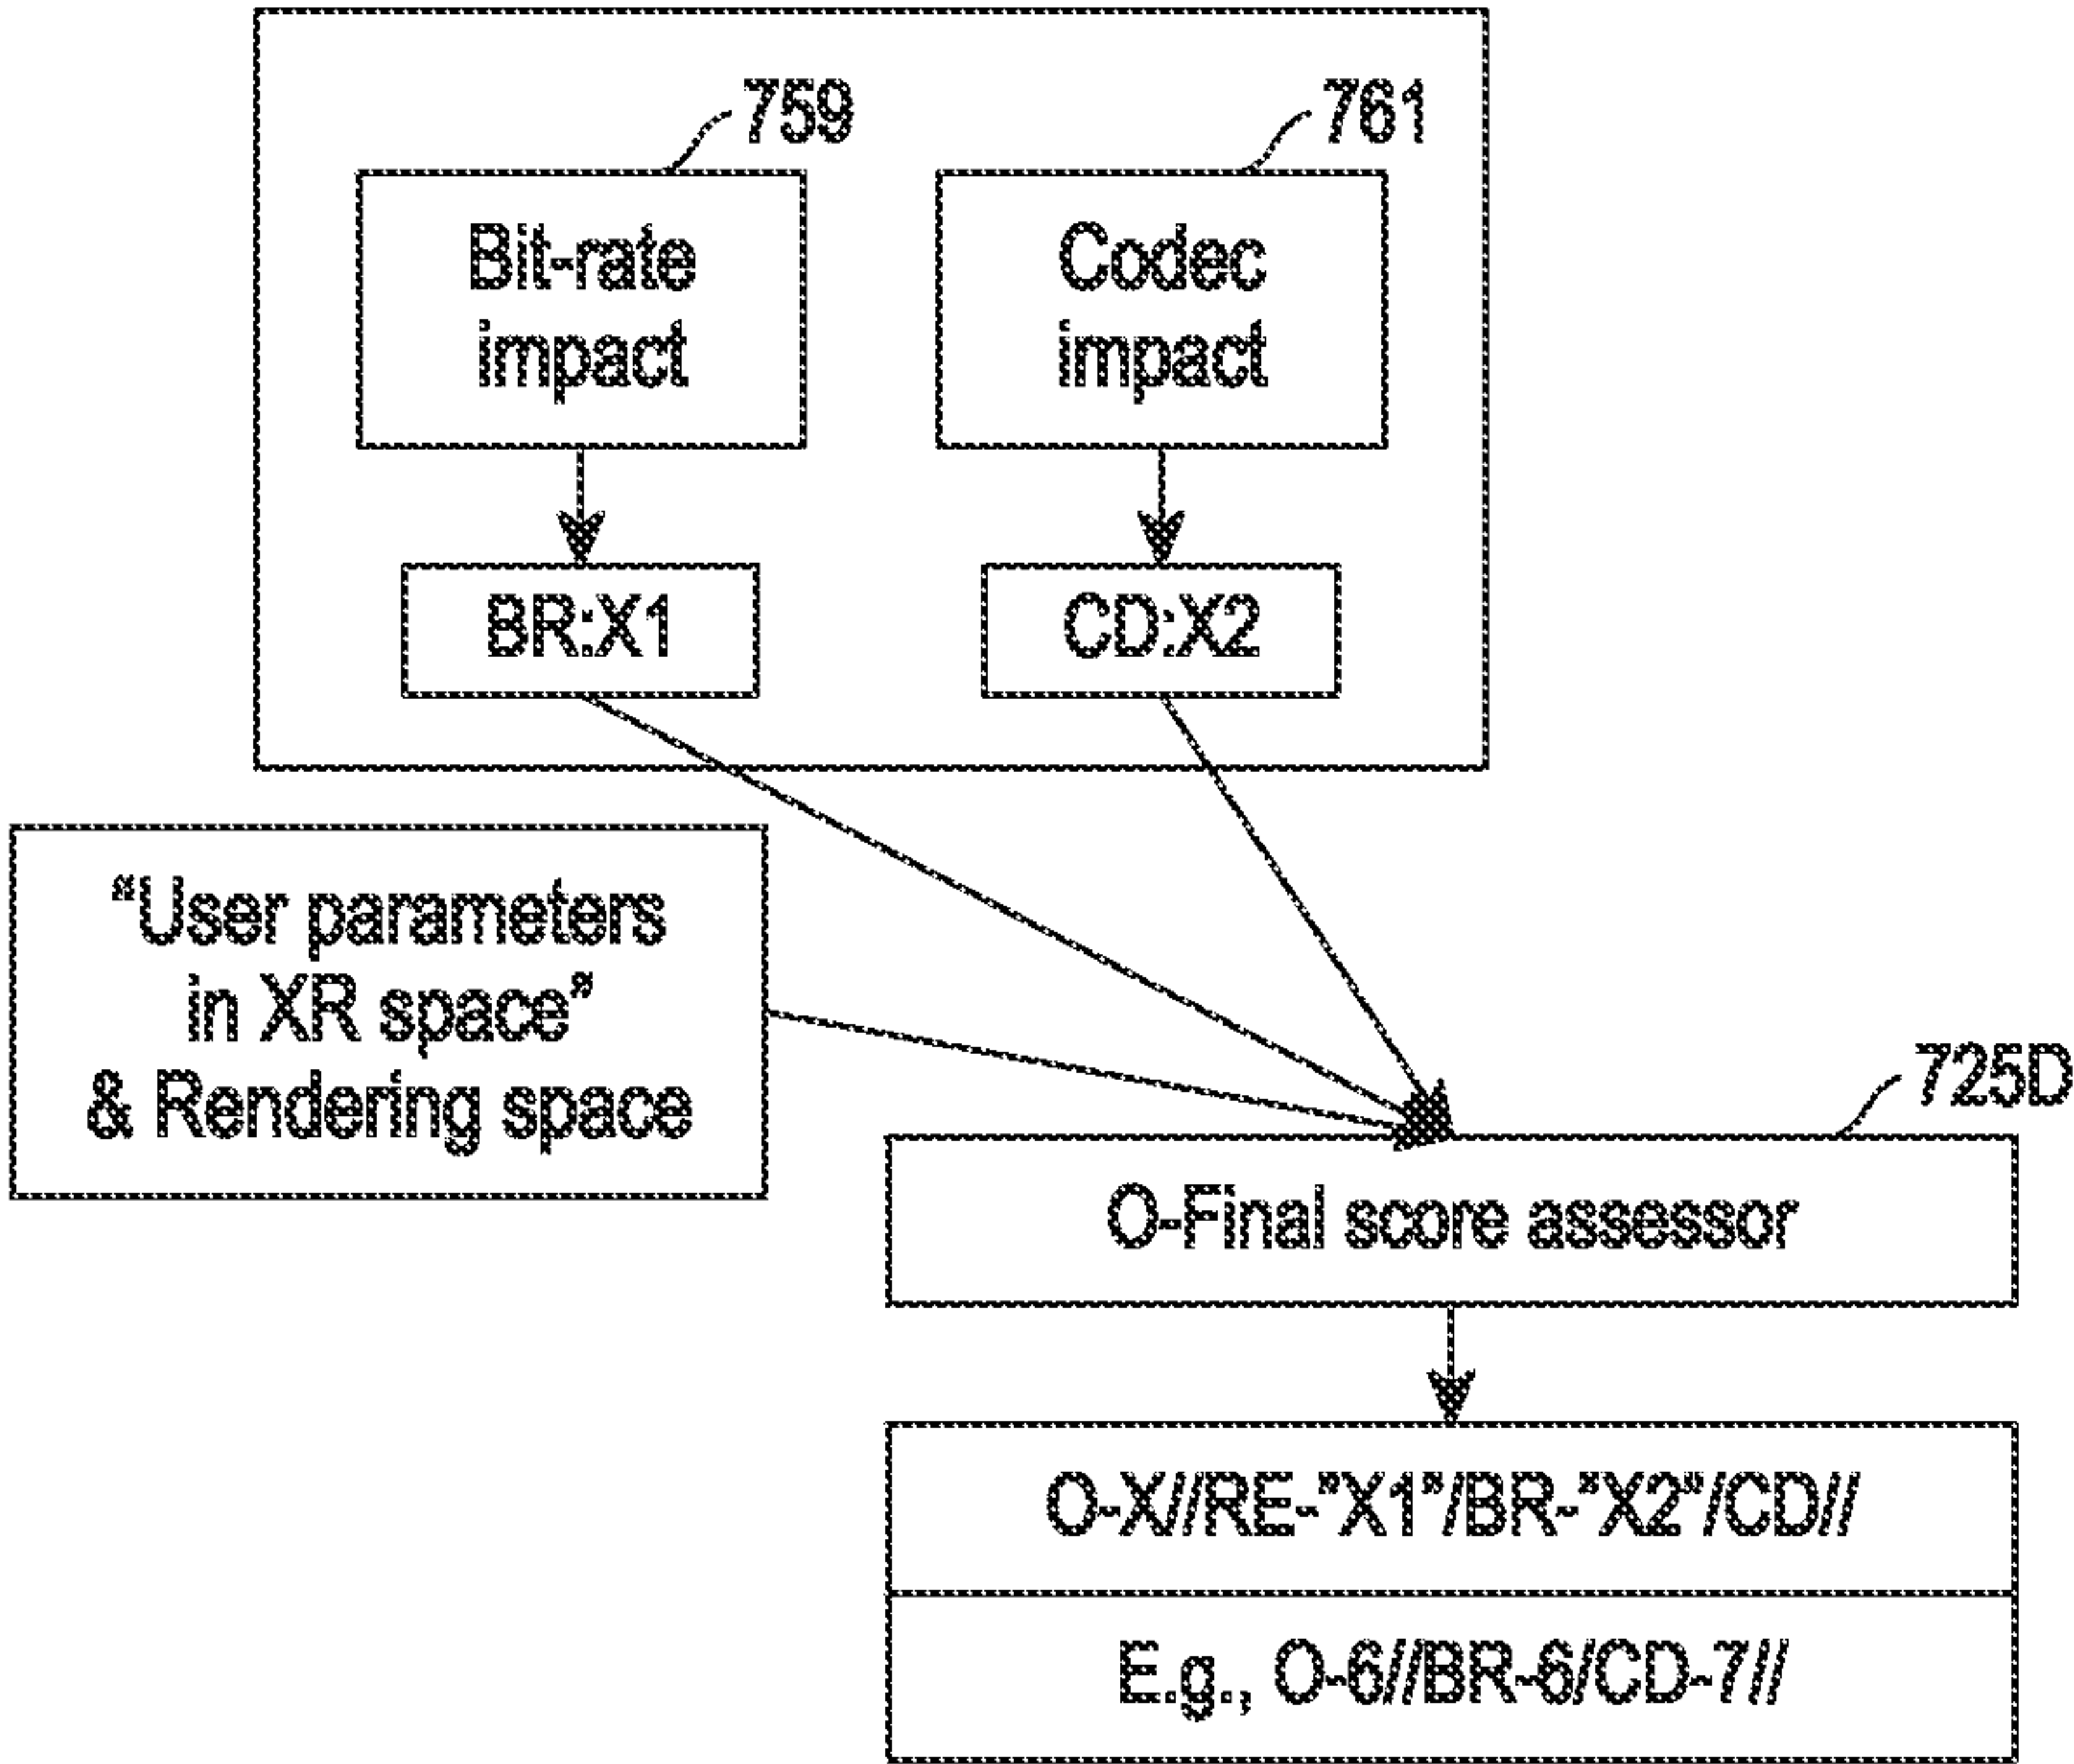 759
761
Bit-rate
impact
Codec
impact
BR:X1
CD:X2
“User parameters
in XR space”
& Rendering space
725D
O-Final score assessor
O-X//RE-”X1”/BR-”X2”/CD//
E.g., O-6//BR-6/CD-7//